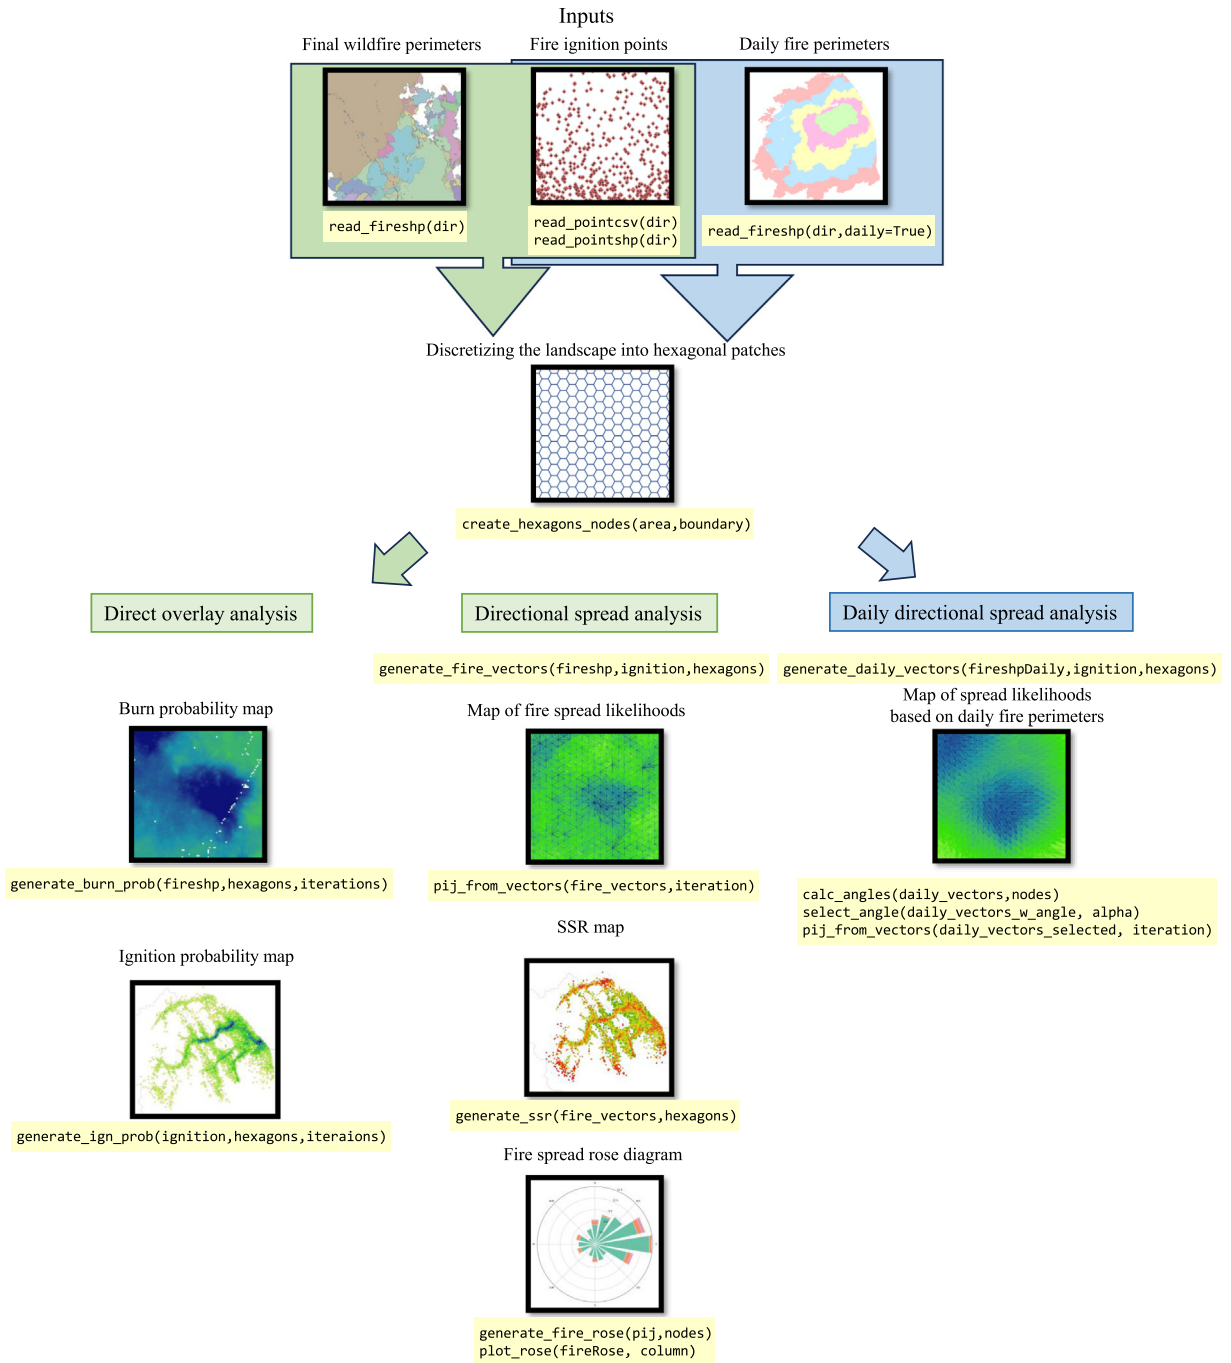 Inputs
Final wildfire perimeters
Fire ignition points
Daily fire perimeters
read_fireshp(dir)
read_pointcsv(dir)
read_pointshp(dir)
read_fireshp(dir,daily=True)
Discretizing the landscape into hexagonal patches
create_hexagons_nodes(area,boundary)
Direct overlay analysis
Directional spread analysis
Daily directional spread analysis
generate_fire_vectors(fireshp,ignition,hexagons)
generate_daily_vectors(fireshpDaily,ignition,hexagons)
Burn probability map
Map of fire spread likelihoods
Map of spread likelihoods
based on daily fire perimeters
generate_burn_prob(fireshp,hexagons,iterations)
pij_from_vectors(fire_vectors,iteration)
calc_angles(daily_vectors,nodes)
select_angle(daily_vectors_w_angle, alpha)
pij_from_vectors(daily_vectors_selected, iteration)
SSR map
Ignition probability map
generate_ssr(fire_vectors,hexagons)
generate_ign_prob(ignition,hexagons,iteraions)
Fire spread rose diagram
generate_fire_rose(pij,nodes)
plot_rose(fireRose, column)